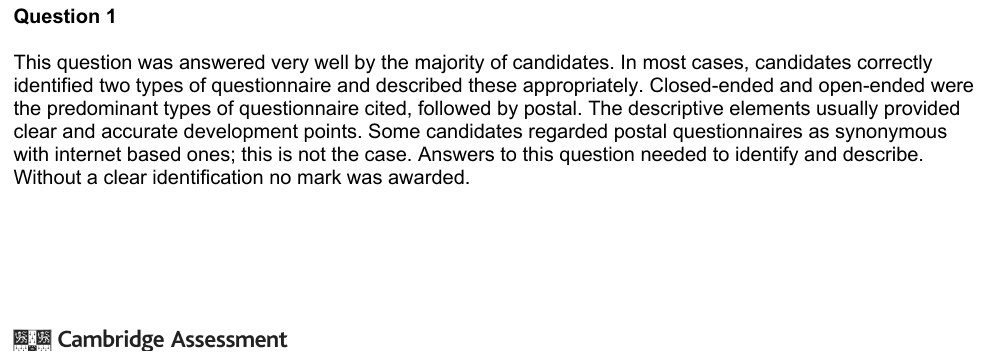 Question 1
This question was answered very well by the majority of candidates. In most cases, candidates correctly
identified two types of questionnaire and described these appropriately. Closed-ended and open-ended were
the predominant types of questionnaire cited, followed by postal. The descriptive elements usually provided
clear and accurate development points. Some candidates regarded postal questionnaires as synonymous
with internet based ones; this is not the case. Answers to this question needed to identify and describe.
Without a clear identification no mark was awarded.
Cambridge Assessment